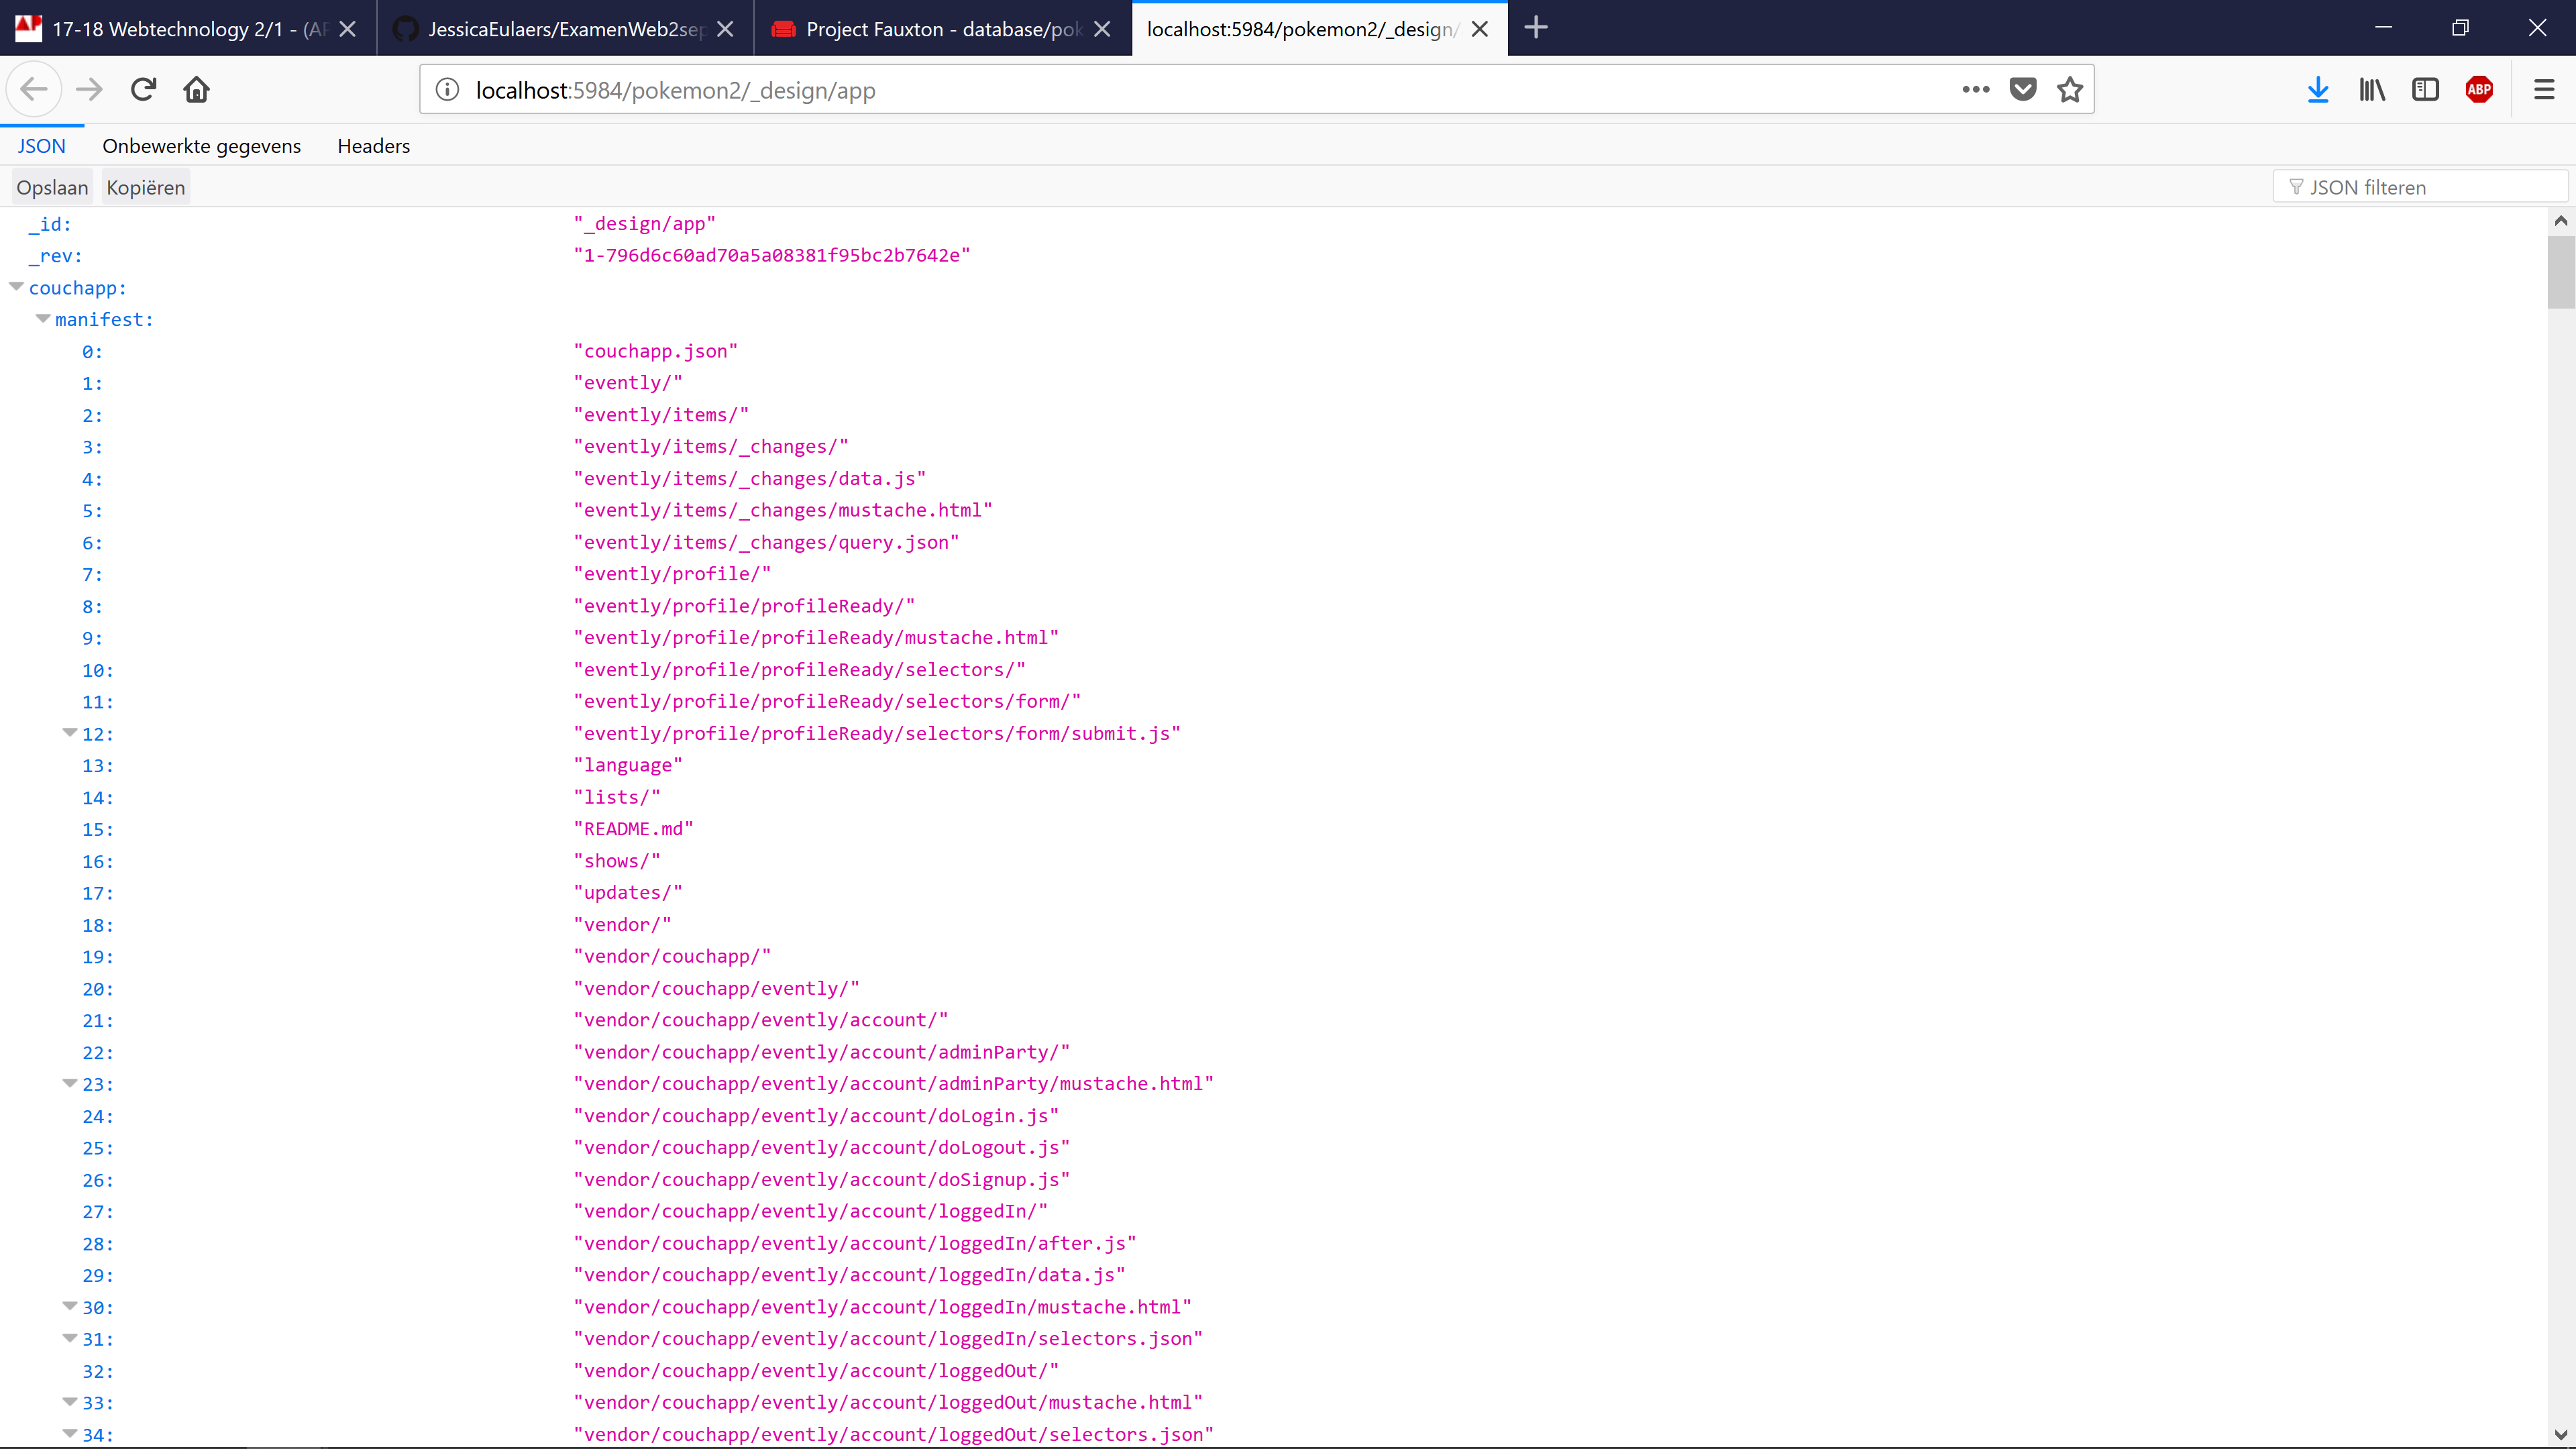 17-18 Webtechnology 2/1 - (AP
JessicaEulaers/ExamenWeb2sep
Project Fauxton - database/pok
localhost:5984/pokemon2/_design/
localhost:5984/pokemon2/_design/app
ABP
JSON Onbewerkte gegevens Headers
Opslaan Kopiëren JSON filteren
_id: "_design/app"
_rev: "1-796d6c60ad70a5a08381f95bc2b7642e"
couchapp:
manifest:
0: "couchapp.json"
1: "evently/"
2: "evently/items/"
3: "evently/items/_changes/"
4: "evently/items/_changes/data.js"
5: "evently/items/_changes/mustache.html"
6: "evently/items/_changes/query.json"
7: "evently/profile/"
8: "evently/profile/profileReady/"
9: "evently/profile/profileReady/mustache.html"
10: "evently/profile/profileReady/selectors/"
11: "evently/profile/profileReady/selectors/form/"
12: "evently/profile/profileReady/selectors/form/submit.js"
13: "language"
14: "lists/"
15: "README.md"
16: "shows/"
17: "updates/"
18: "vendor/"
19: "vendor/couchapp/"
20: "vendor/couchapp/evently/"
21: "vendor/couchapp/evently/account/"
22: "vendor/couchapp/evently/account/adminParty/"
23: "vendor/couchapp/evently/account/adminParty/mustache.html"
24: "vendor/couchapp/evently/account/doLogin.js"
25: "vendor/couchapp/evently/account/doLogout.js"
26: "vendor/couchapp/evently/account/doSignup.js"
27: "vendor/couchapp/evently/account/loggedIn/"
28: "vendor/couchapp/evently/account/loggedIn/after.js"
29: "vendor/couchapp/evently/account/loggedIn/data.js"
30: "vendor/couchapp/evently/account/loggedIn/mustache.html"
31: "vendor/couchapp/evently/account/loggedIn/selectors.json"
32: "vendor/couchapp/evently/account/loggedOut/"
33: "vendor/couchapp/evently/account/loggedOut/mustache.html"
34: "vendor/couchapp/evently/account/loggedOut/selectors.json"